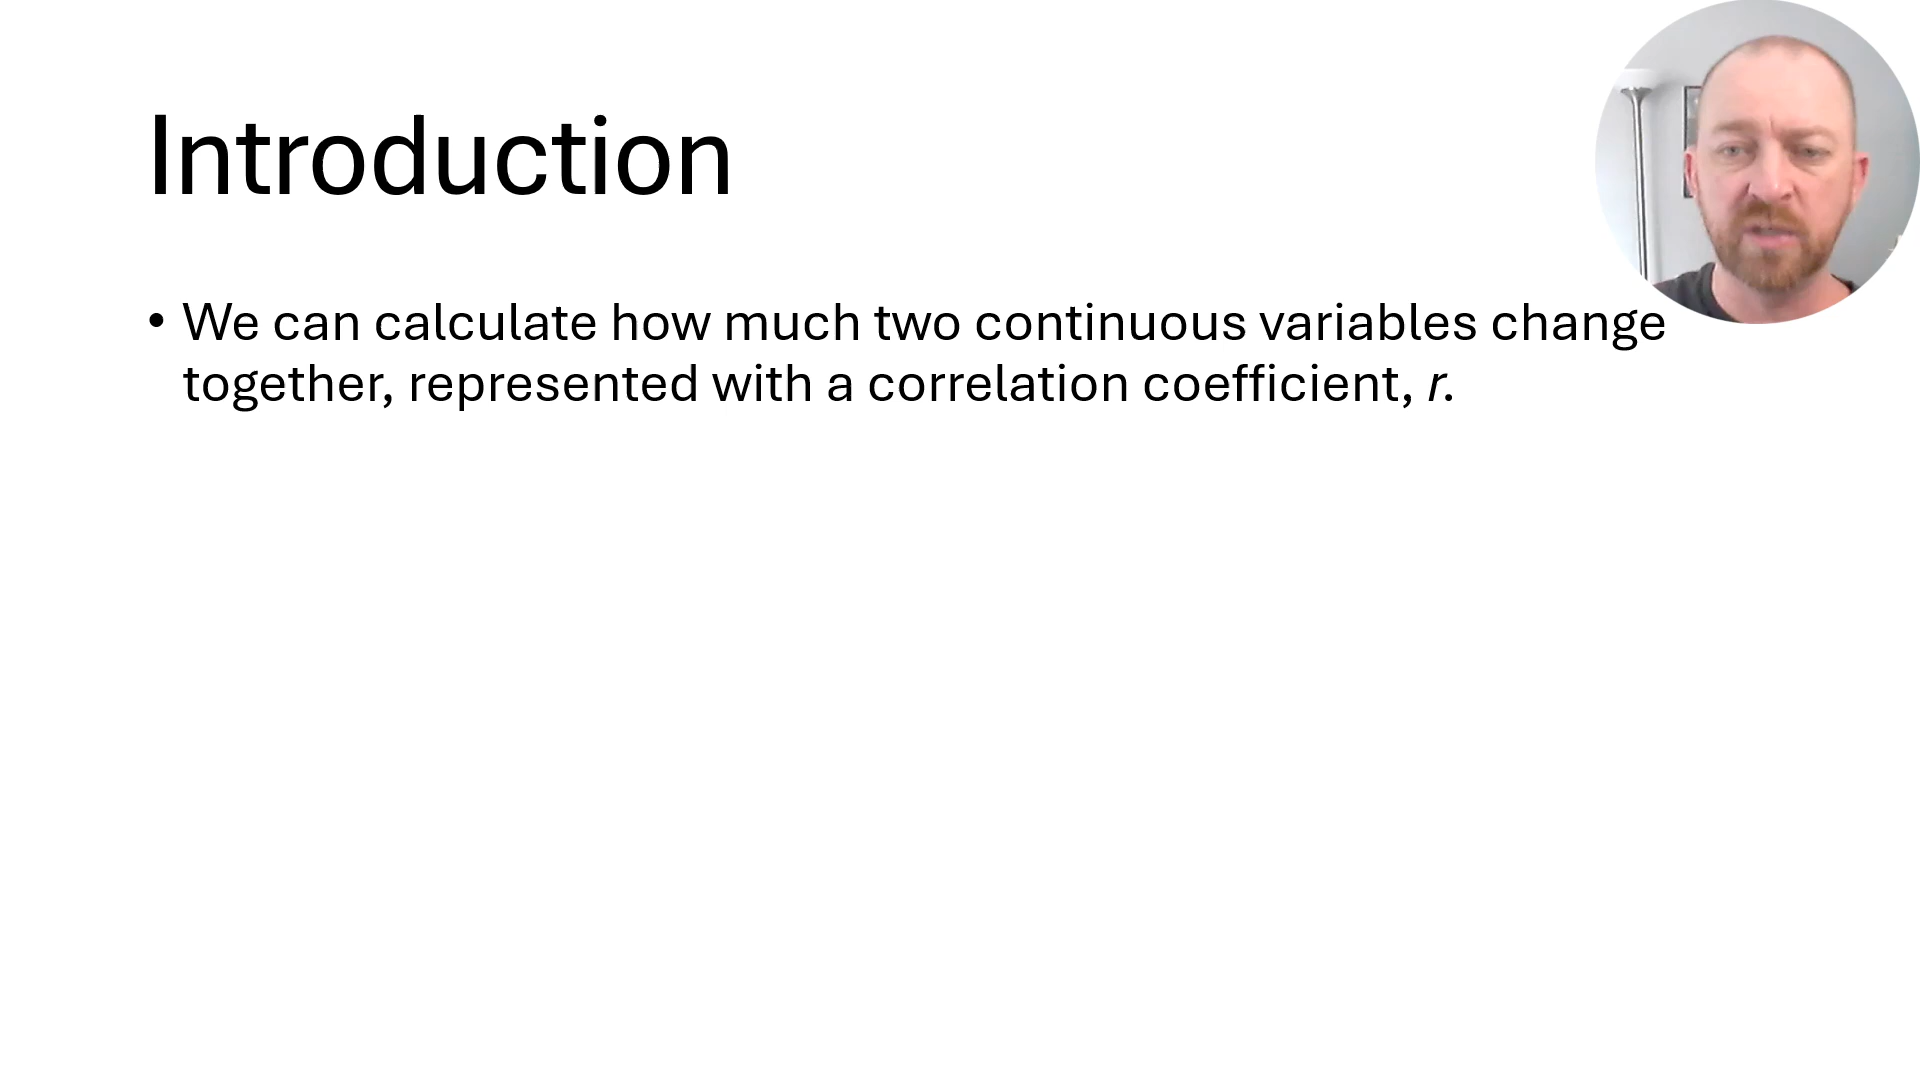 Introduction
• We can calculate how much two continuous variables change
together, represented with a correlation coefficient, r.